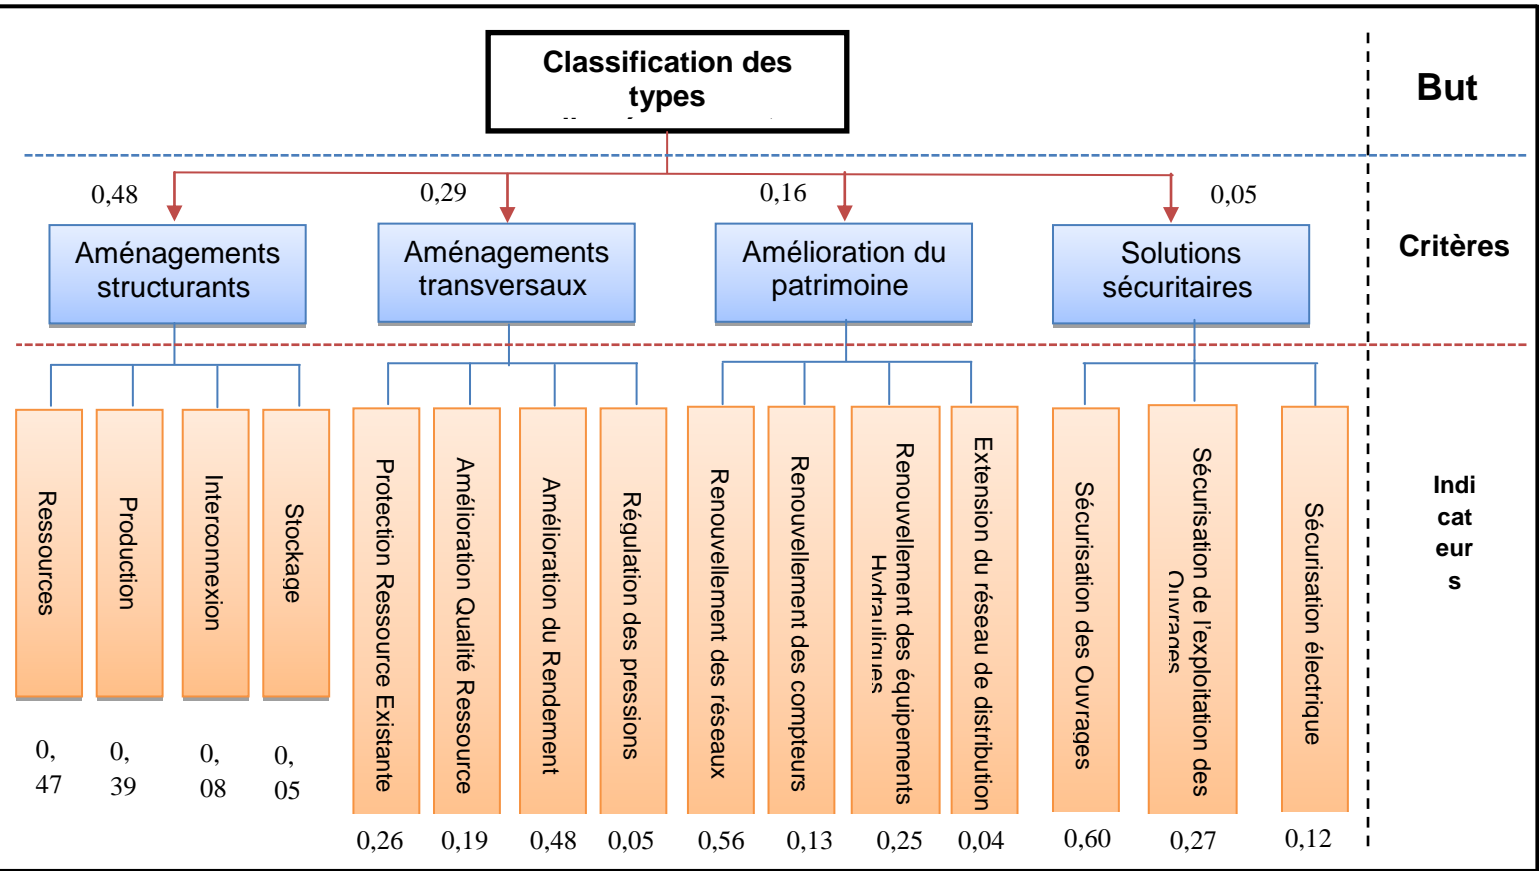 Classification des
types
But
0,48
0,29
0,16
0,05
Aménagements
structurants
Aménagements
transversaux
Amélioration du
patrimoine
Solutions
sécuritaires
Critères
Ressources
Production
Interconnexion
Stockage
Protection Ressource Existante
Amélioration Qualité Ressource
Amélioration du Rendement
Régulation des pressions
Renouvellement des réseaux
Renouvellement des compteurs
Renouvellement des équipements
Hydrauliques
Extension du réseau de distribution
Sécurisation des Ouvrages
Sécurisation de l'exploitation des
Ouvrages
Sécurisation électrique
Indi
cat
eur
s
0,
47
0,
39
0,
08
0,
05
0,26
0,19
0,48
0,05
0,56
0,13
0,25
0,04
0,60
0,27
0,12